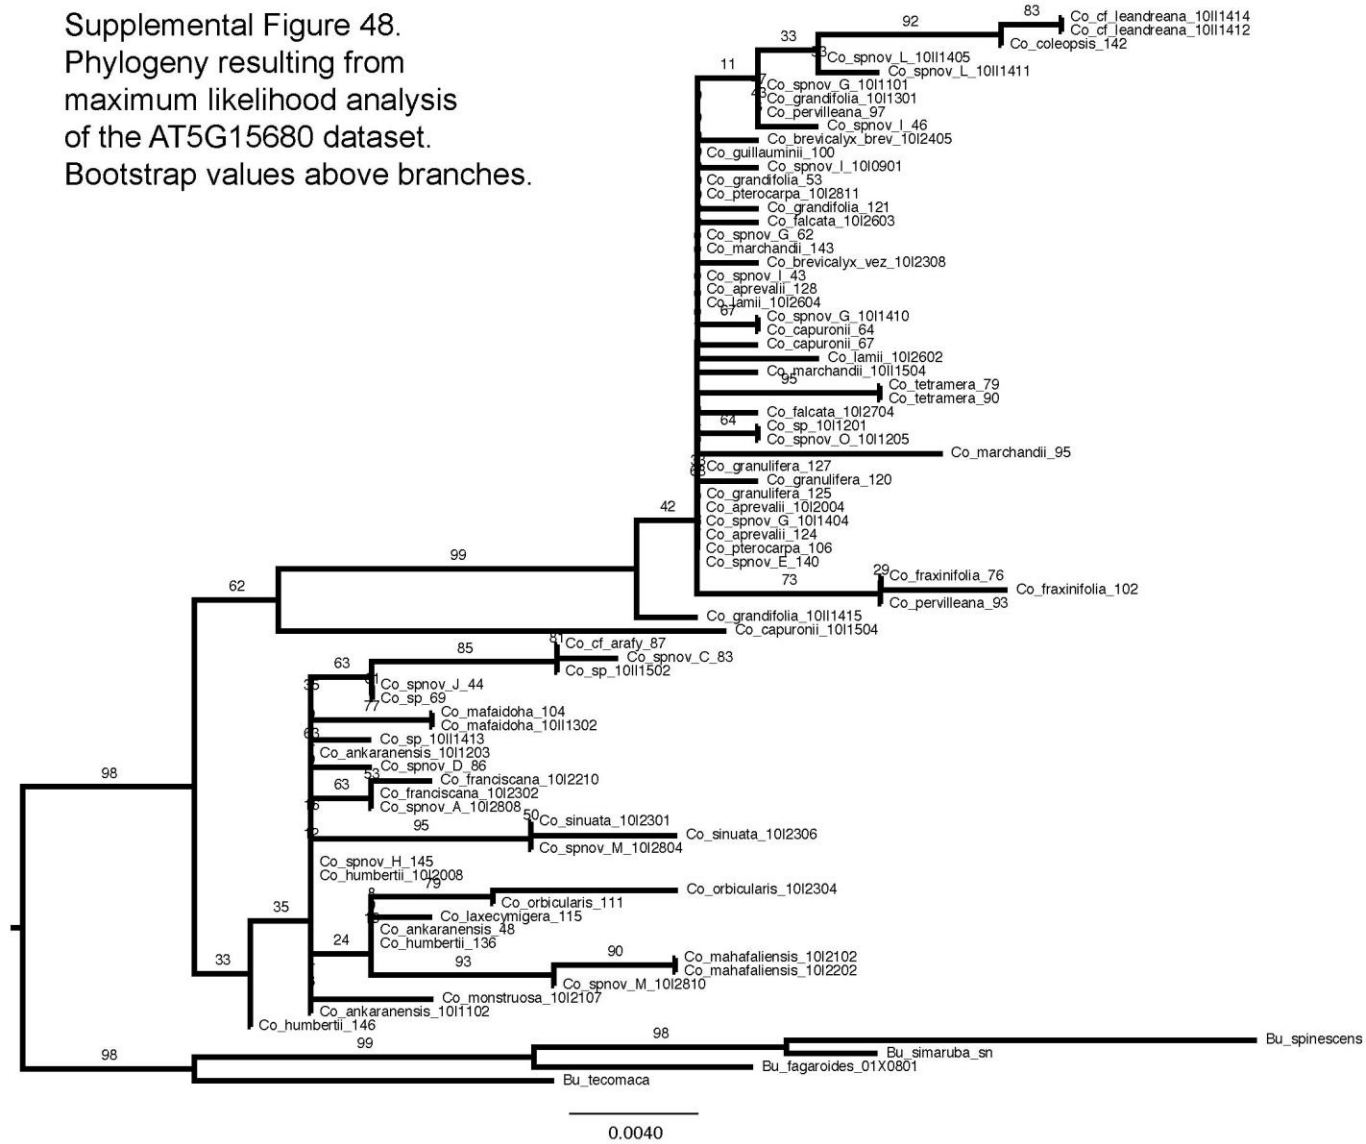 Supplemental Figure 48.
Phylogeny resulting from
maximum likelihood analysis
of the AT5G15680 dataset.
Bootstrap values above branches.
83
Co_cf_leandreana_10II1414
92
Co_cf_leandreana_10II1412
33
Co_coleopsis_142
Co_spnov_L_10II1405
11
Co_spnov_L_10II1411
Co_spnov_G_10I1101
Co_grandifolia_10I1301
Co_pervilleana_97
Co_spnov_I_46
Co_brevicalyx_brev_10I2405
Co_guillauminii_100
Co_spnov_I_10I0901
Co_grandifolia_53
Co_pterocarpa_10I2811
Co_grandifolia_121
Co_falcata_10I2603
Co_spnov_G_62
Co_marchandii_143
Co_brevicalyx_vez_10I2308
Co_spnov_I_43
Co_aprevalii_128
Co_lamii_10I2604
67
Co_spnov_G_10I1410
Co_capuronii_64
Co_capuronii_67
Co_lamii_10I2602
Co_marchandii_10II1504
95
Co_tetramera_79
Co_tetramera_90
Co_falcata_10I2704
64
Co_sp_10I1201
Co_spnov_O_10I1205
Co_marchandii_95
Co_granulifera_127
Co_granulifera_120
Co_granulifera_125
42
Co_aprevalii_10I2004
Co_spnov_G_10I1404
Co_aprevalii_124
Co_pterocarpa_106
99
Co_spnov_E_140
29
Co_fraxinifolia_76
73
62
Co_fraxinifolia_102
Co_pervilleana_93
Co_grandifolia_10II1415
Co_capuronii_10I1504
81
Co_cf_arafy_87
85
Co_spnov_C_83
63
Co_sp_10II1502
Co_spnov_J_44
Co_sp_69
77
Co_mafaidoha_104
Co_mafaidoha_10II1302
63
Co_sp_10II1413
Co_ankaranensis_10I1203
Co_spnov_D_86
98
53
Co_franciscana_10I2210
63
Co_franciscana_10I2302
Co_spnov_A_10I2808
50
Co_sinuata_10I2301
95
12
Co_sinuata_10I2306
Co_spnov_M_10I2804
Co_spnov_H_145
Co_humbertii_10I2008
79
Co_orbicularis_10I2304
8
Co_orbicularis_111
35
Co_laxecymigera_115
Co_ankaranensis_48
24
Co_humbertii_136
90
Co_mahafaliensis_10I2102
33
93
Co_mahafaliensis_10I2202
Co_spnov_M_10I2810
Co_monstruosa_10I2107
Co_ankaranensis_10I1102
Co_humbertii_146
98
Bu_spinescens
99
Bu_simaruba_sn
98
Bu_fagaroides_01X0801
Bu_tecomaca
0.0040